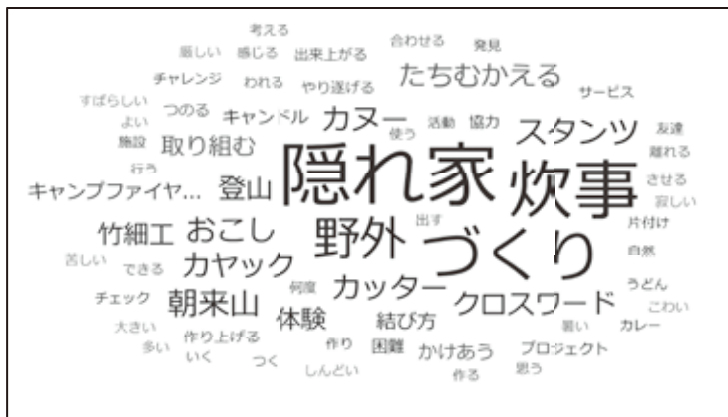 考える
厳しい 感じる 出来上がる 合わせる 発見
チャレンジ われる やり遂げる たちむかえる サービス
すばらしい つのる キャンドル カヌー
よい 施設 取り組む 使う 活動 協力 スタンツ 友達
離れる
行う 隠れ家 炊事 させる
キャンプファイヤ... 登山 寂しい
竹細工 おこし 野外 出す づくり 片付け
自然
苦しい できる カヤック 何度 カッター うどん
チェック 朝来山 体験 結び方 クロスワード こわい
大きい 作り上げる 暑い カレー
多い いく つく 作り 困難 かけあう プロジェクト
しんどい 作る 思う